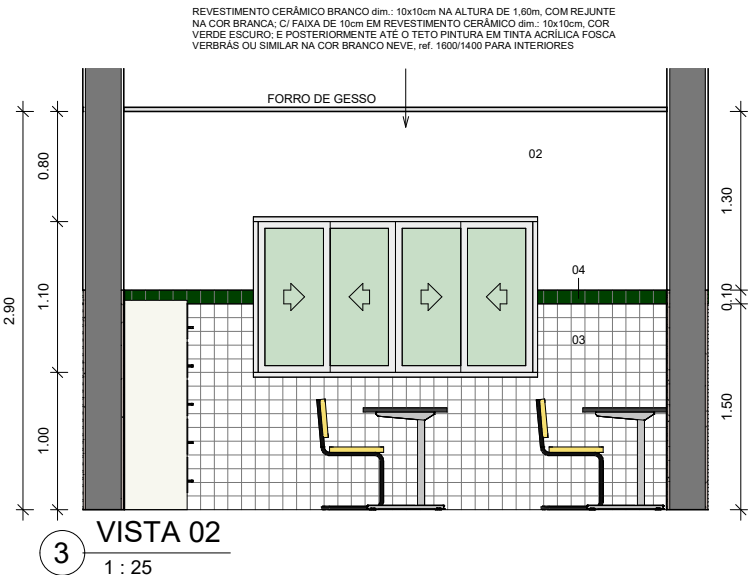 REVESTIMENTO CERÂMICO BRANCO dim.: 10x10cm NA ALTURA DE 1,60m, COM REJUNTE
NA COR BRANCA; C/ FAIXA DE 10cm EM REVESTIMENTO CERÂMICO dim.: 10x10cm, COR
VERDE ESCURO; E POSTERIORMENTE ATÉ O TETO PINTURA EM TINTA ACRÍLICA FOSCA
VERBRÁS OU SIMILAR NA COR BRANCO NEVE, ref. 1600/1400 PARA INTERIORES
FORRO DE GESSO
02
0.80
1.30
04
2.90
1.10
0.10
03
1.50
1.00
3
VISTA 02
1 : 25